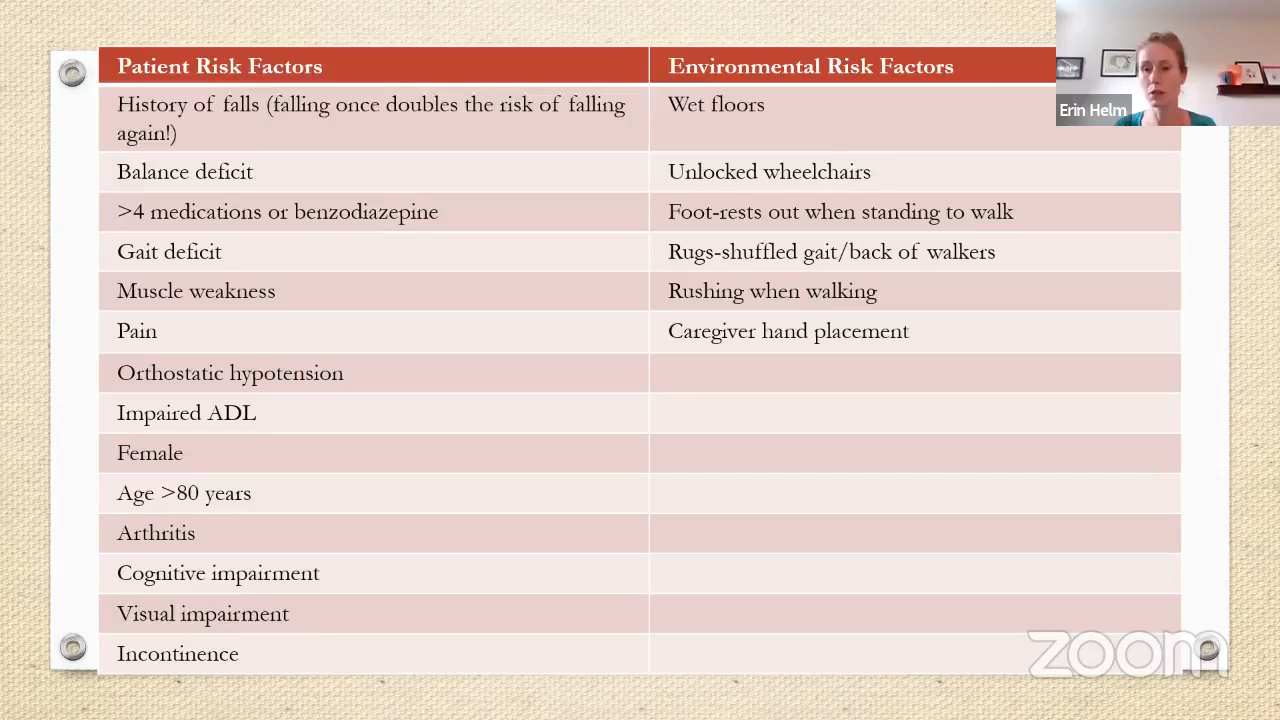 Patient Risk Factors
Environmental Risk Factors
Erin Helm
History of falls (falling once doubles the risk of falling
again!)
Wet floors
Balance deficit
Unlocked wheelchairs
>4 medications or benzodiazepine
Foot-rests out when standing to walk
Gait deficit
Rugs-shuffled gait/back of walkers
Muscle weakness
Rushing when walking
Pain
Caregiver hand placement
Orthostatic hypotension
Impaired ADL
Female
Age >80 years
Arthritis
Cognitive impairment
Visual impairment
Incontinence
zoom